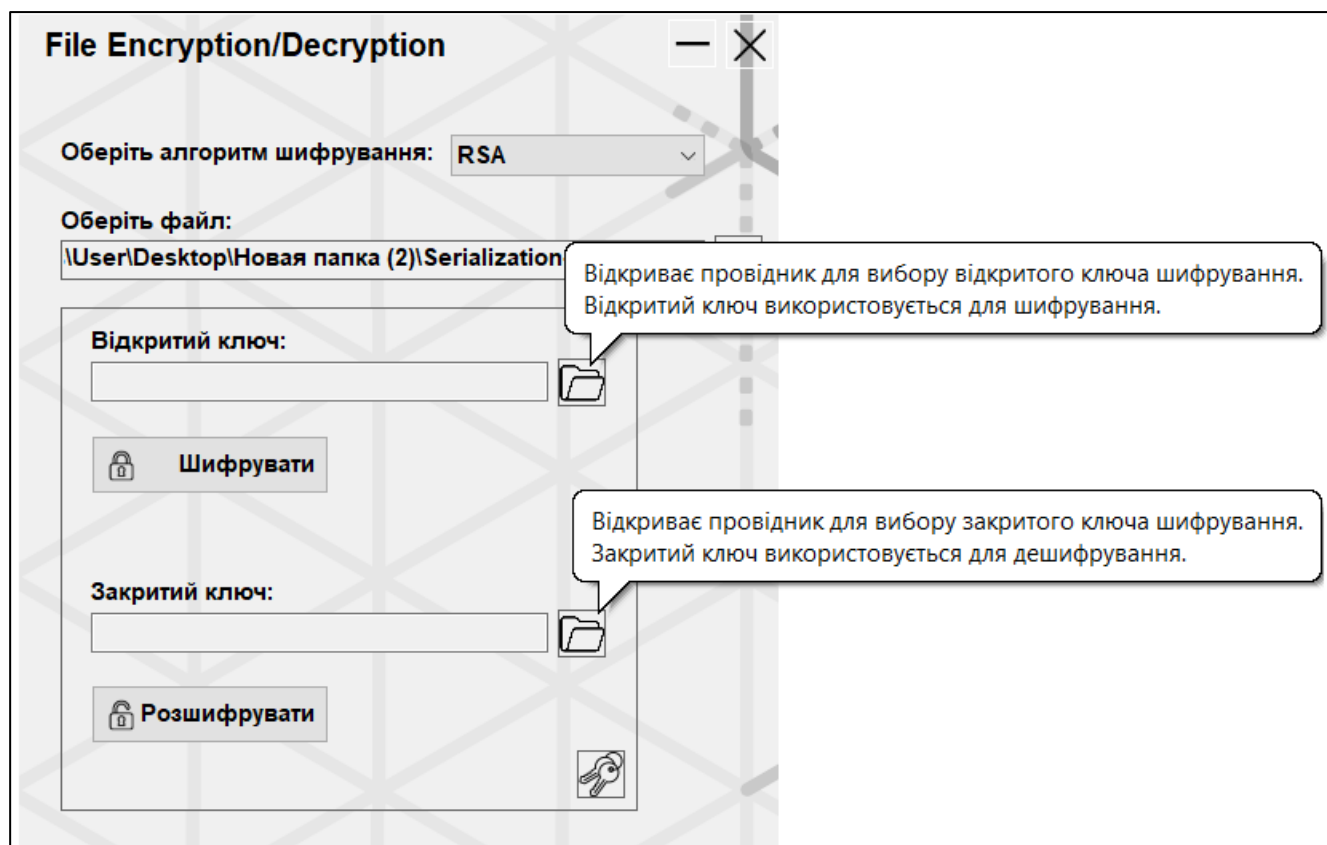 File Encryption/Decryption
Оберіть алгоритм шифрування: RSA
Оберіть файл:
\User\Desktop\Новая папка (2)\Serialization
Відкриває провідник для вибору відкритого ключа шифрування.
Відкритий ключ використовується для шифрування.
Відкритий ключ:
Шифрувати
Відкриває провідник для вибору закритого ключа шифрування.
Закритий ключ використовується для дешифрування.
Закритий ключ:
Розшифрувати